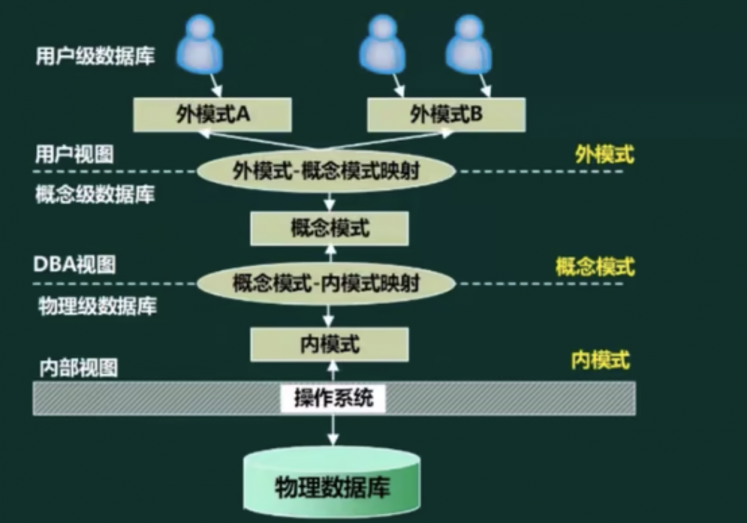 用户级数据库
外模式A
外模式B
用户视图
外模式
外模式-概念模式映射
概念级数据库
概念模式
DBA视图
概念模式
概念模式-内模式映射
物理级数据库
内模式
内部视图
内模式
操作系统
物理数据库